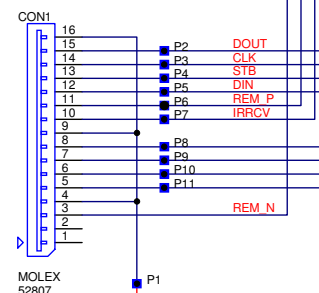 CON1
16
15 P2 DOUT
14 P3 CLK
13 P4 STB
12 P5 DIN
11 P6 REM_P
10 P7 IRRCV
9
8 P8
7 P9
6 P10
5 P11
4
3 REM_N
2
1
MOLEX P1
52807